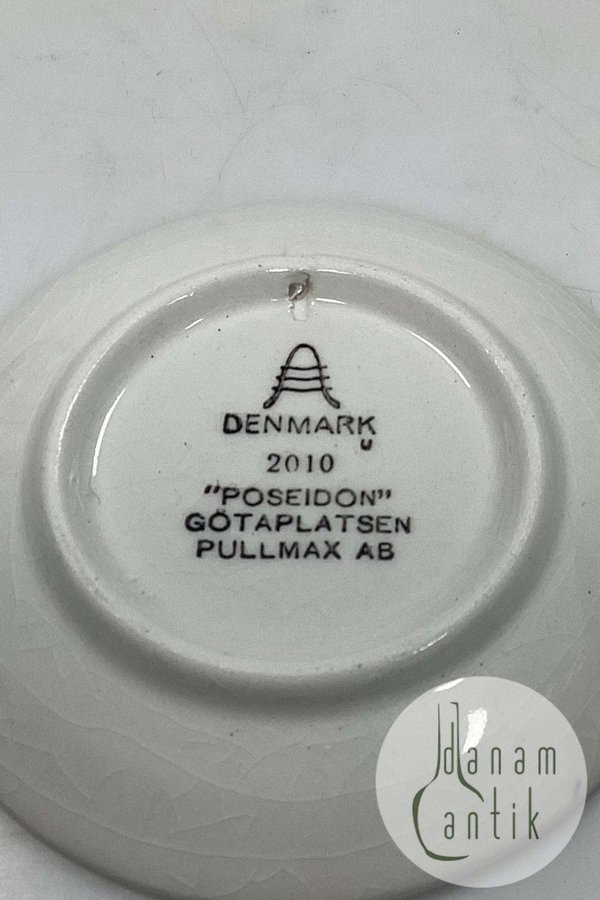 DENMARK
U
2010
"POSEIDON"
GÖTAPLATSEN
PULLMAX AB
danam
antik